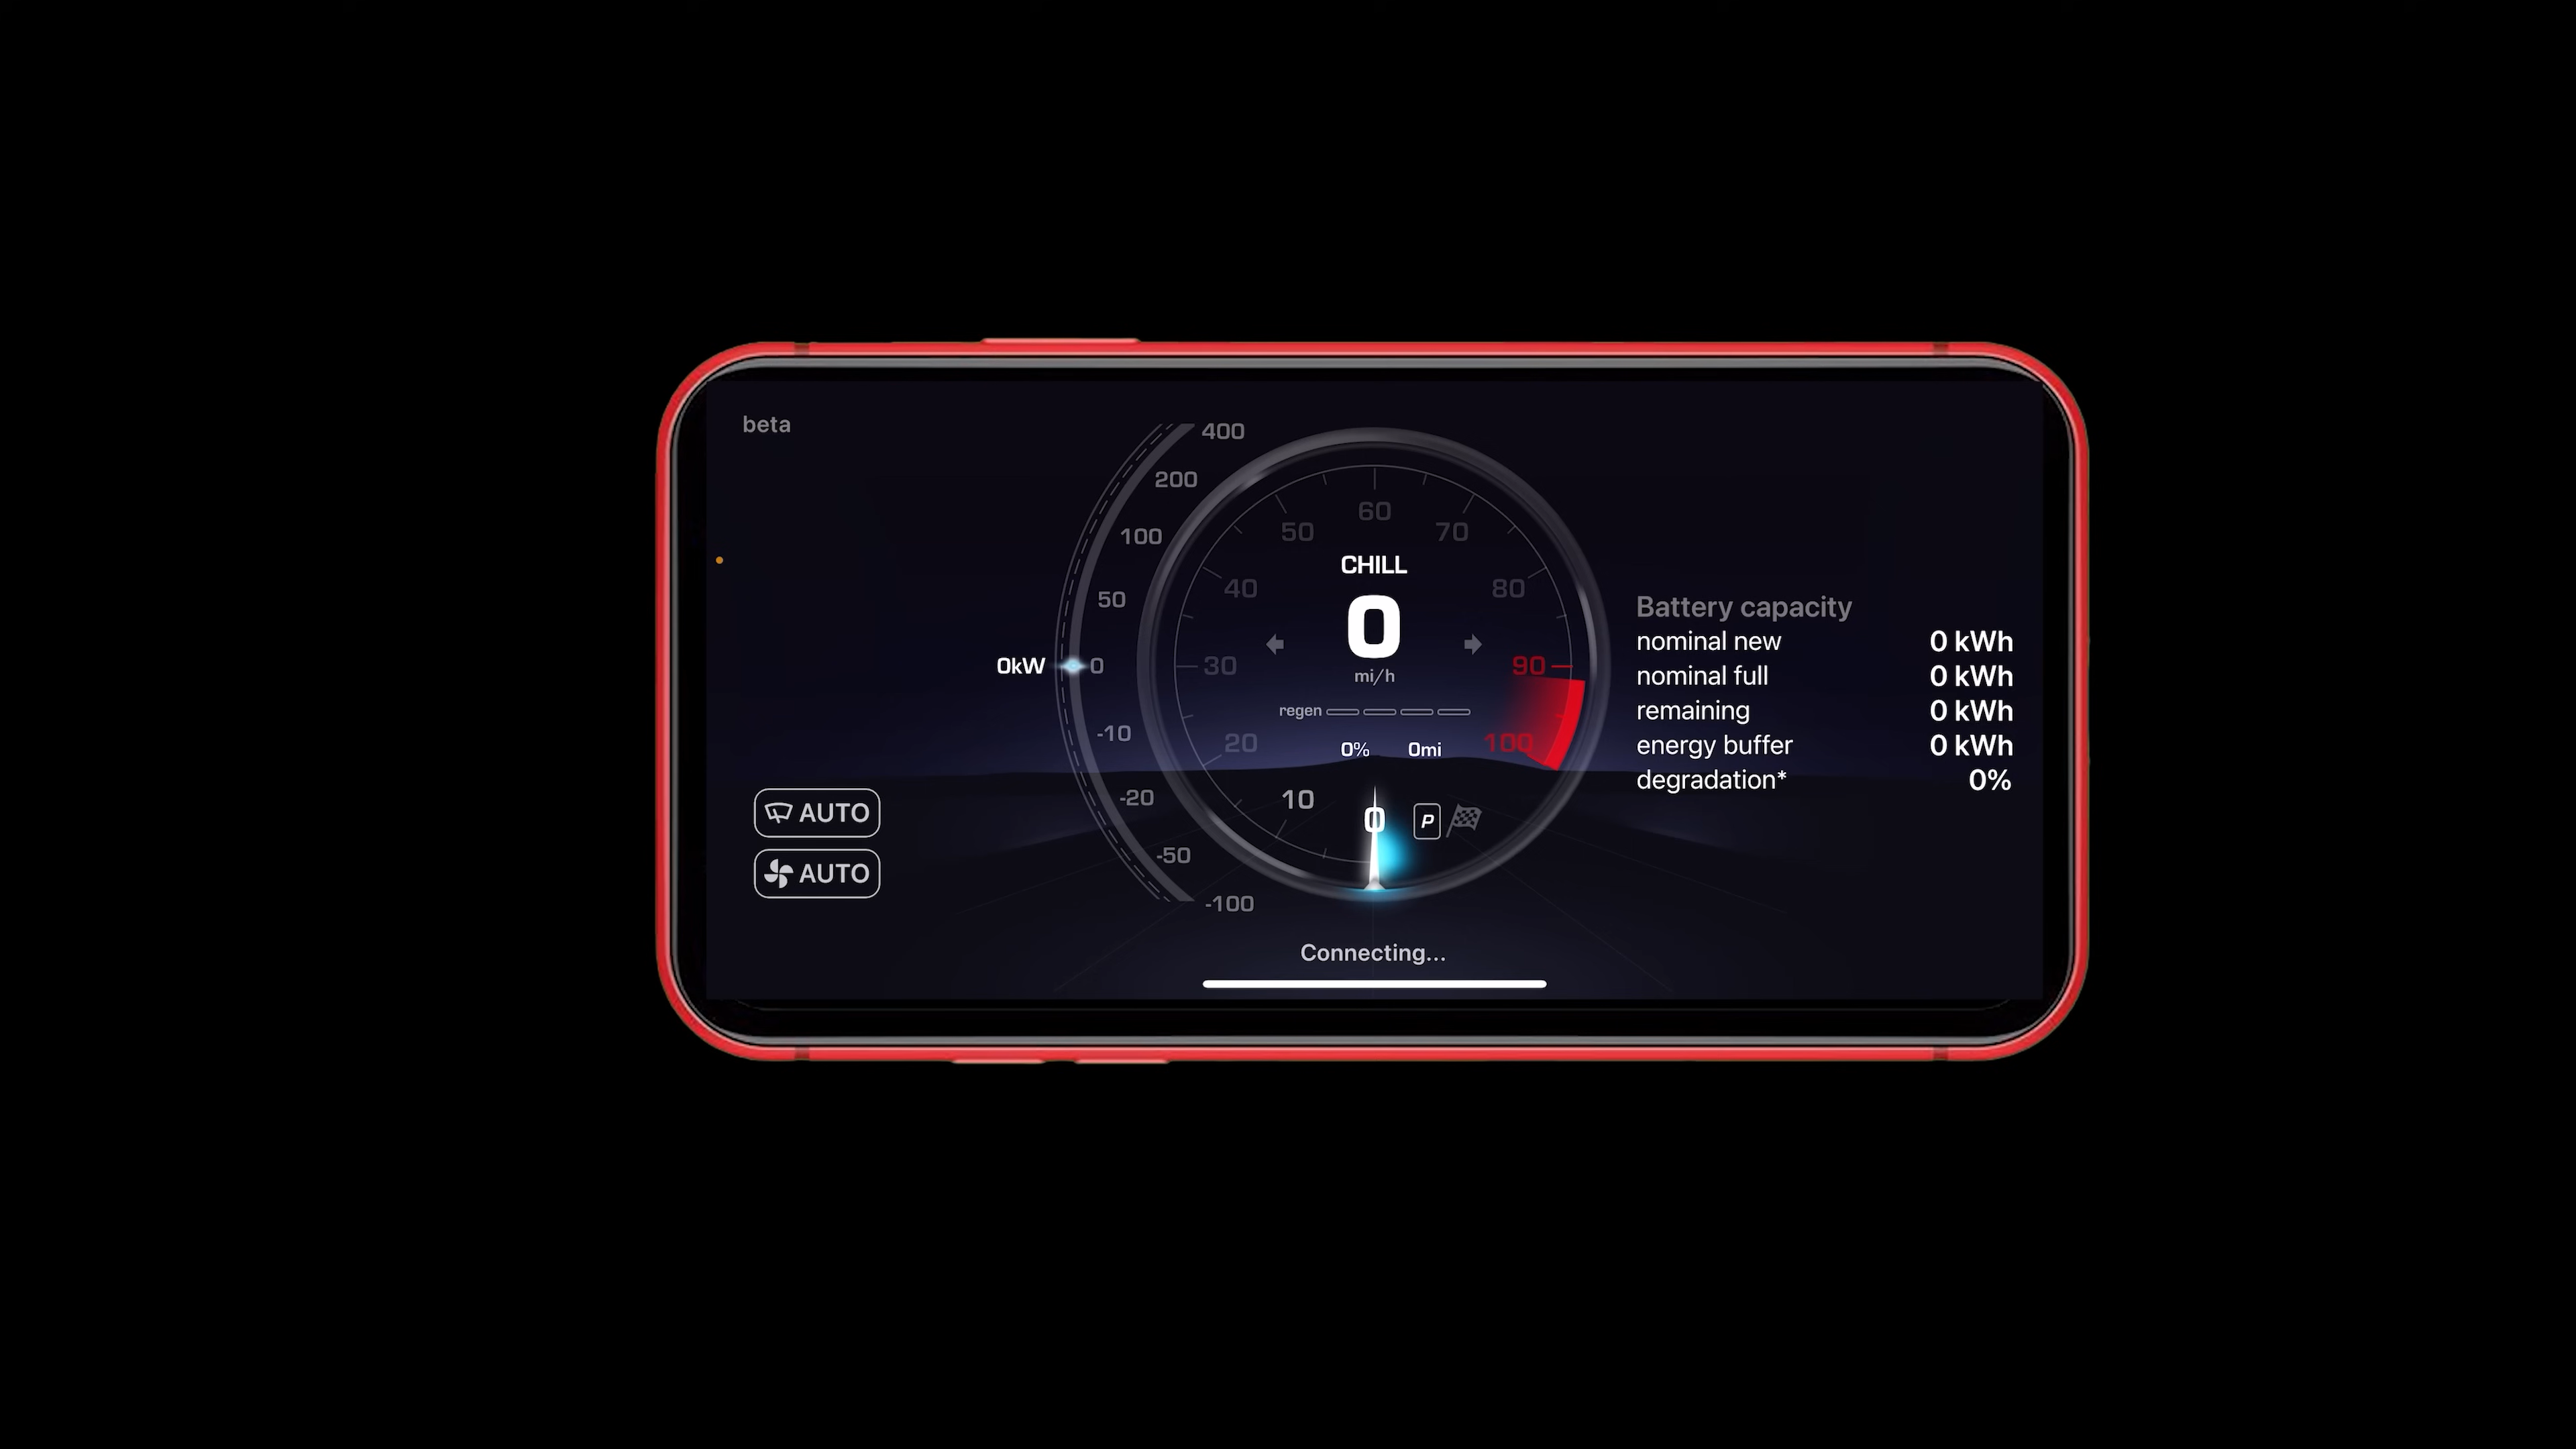 beta
400
200
100
50
0kW 0
-10
-20
-50
-100
60
50 70
40 80
30 90
20 100
10 0
CHILL
0
mi/h
regen
0% 0mi
P
Battery capacity
nominal new 0 kWh
nominal full 0 kWh
remaining 0 kWh
energy buffer 0 kWh
degradation* 0%
AUTO
AUTO
Connecting...